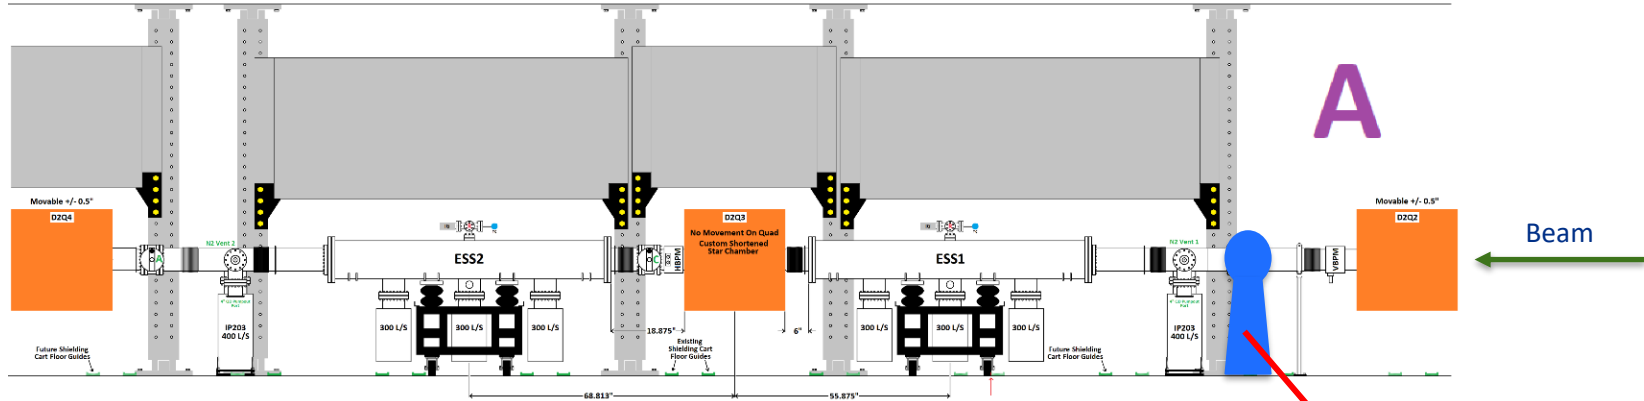 A
Beam
Movable +/- 0.5"
D2Q4
N2 Vent 2
A
ESS2
C
HBPM
D2Q3
No Movement On Quad
Custom Shortened
Star Chamber
ESS1
N2 Vent 1
VBPM
Movable +/- 0.5"
D2Q2
IP203
400 L/S
300 L/S
300 L/S
300 L/S
18.875"
6"
300 L/S
300 L/S
300 L/S
IP203
400 L/S
Future Shielding
Cart Floor Guides
Existing
Shielding Cart
Floor Guides
Future Shielding
Cart Floor Guides
68.813"
55.875"